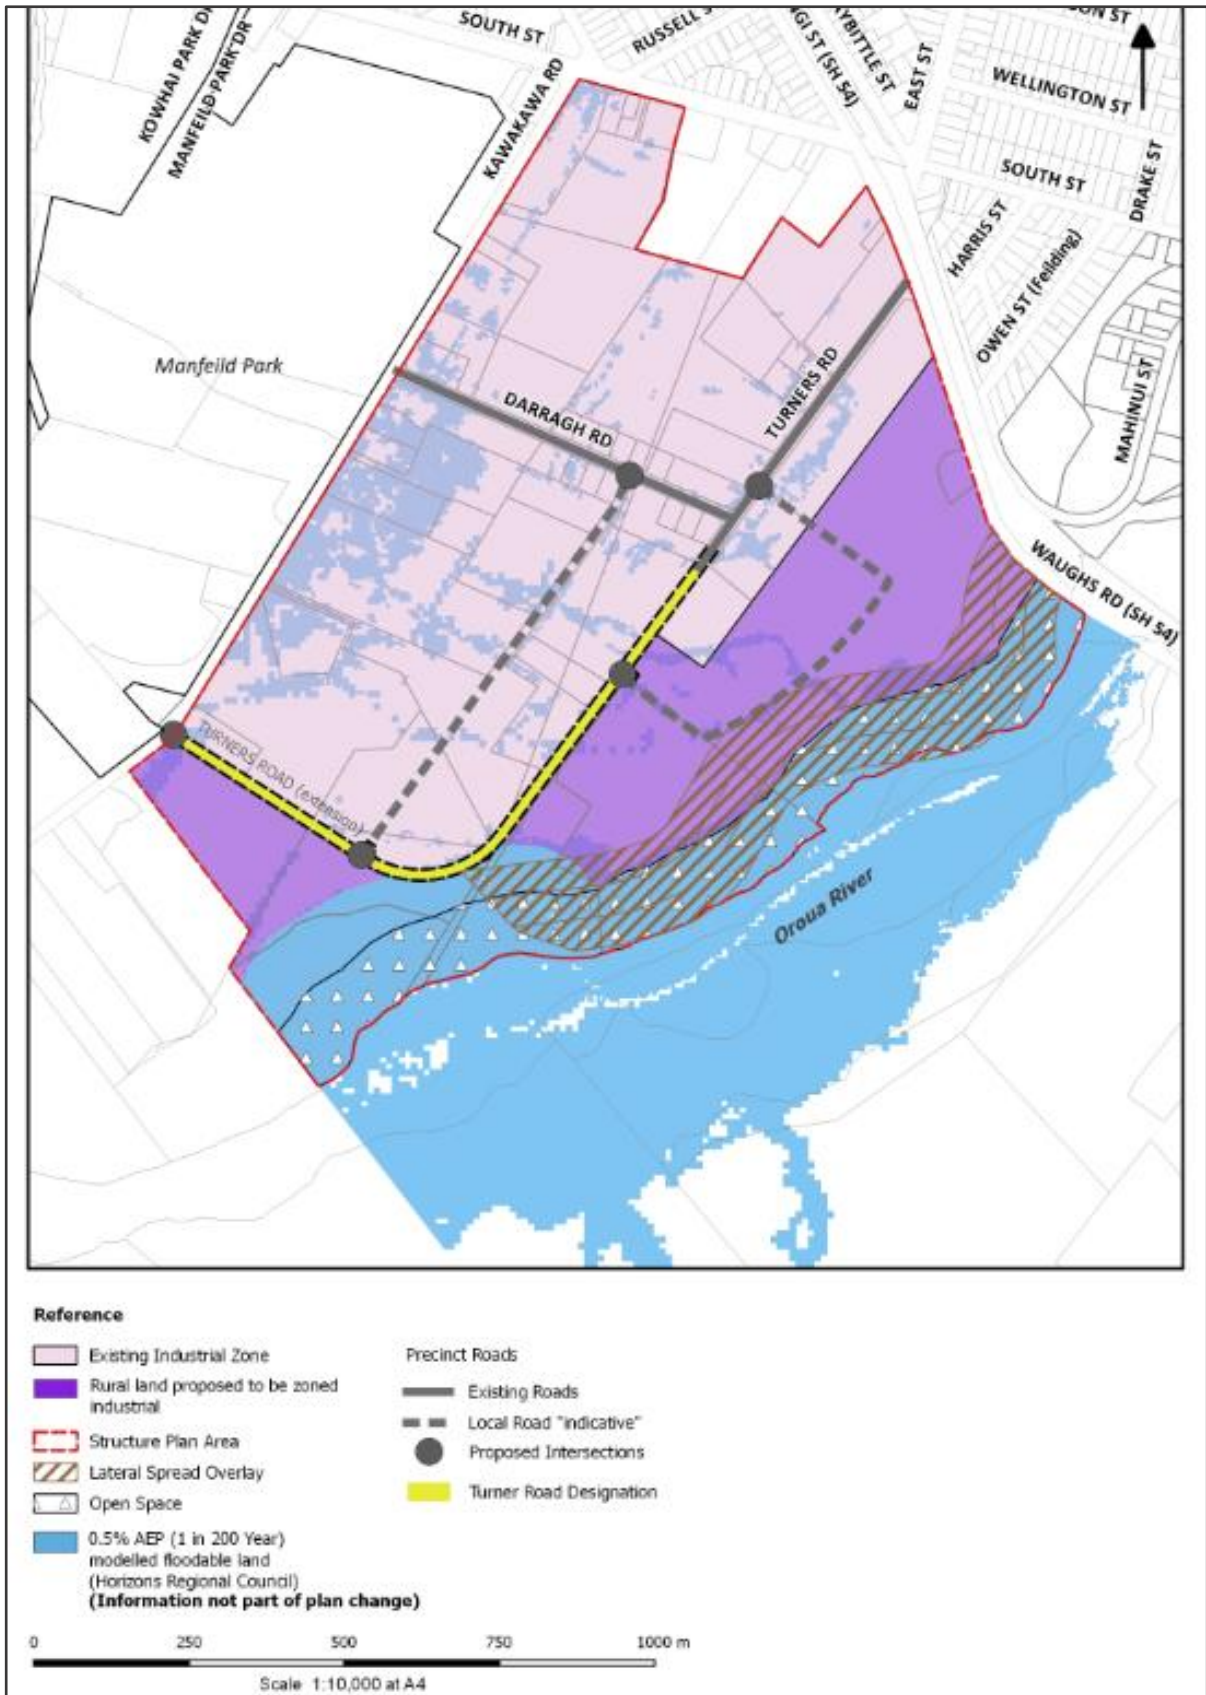 KOWHAI PARK DR
MANFEILD PARK DR
SOUTH ST
KAWAKAWA RD
EAST ST
WELLINGTON ST
SOUTH ST
DRAKE ST
HARRIS ST
OWEN ST (Feilding)
MAHINUI ST
Manfeild Park
DARRAGH RD
TURNERS RD
WAUGHS RD (SH 54)
TURNERS ROAD (extension)
Oroua River
Reference
Existing Industrial Zone
Rural land proposed to be zoned
industrial
Structure Plan Area
Lateral Spread Overlay
Open Space
0.5% AEP (1 in 200 Year)
modelled floodable land
(Horizons Regional Council)
(Information not part of plan change)
Precinct Roads
Existing Roads
Local Road "indicative"
Proposed Intersections
Turner Road Designation
0 250 500 750 1000 m
Scale 1:10,000 at A4